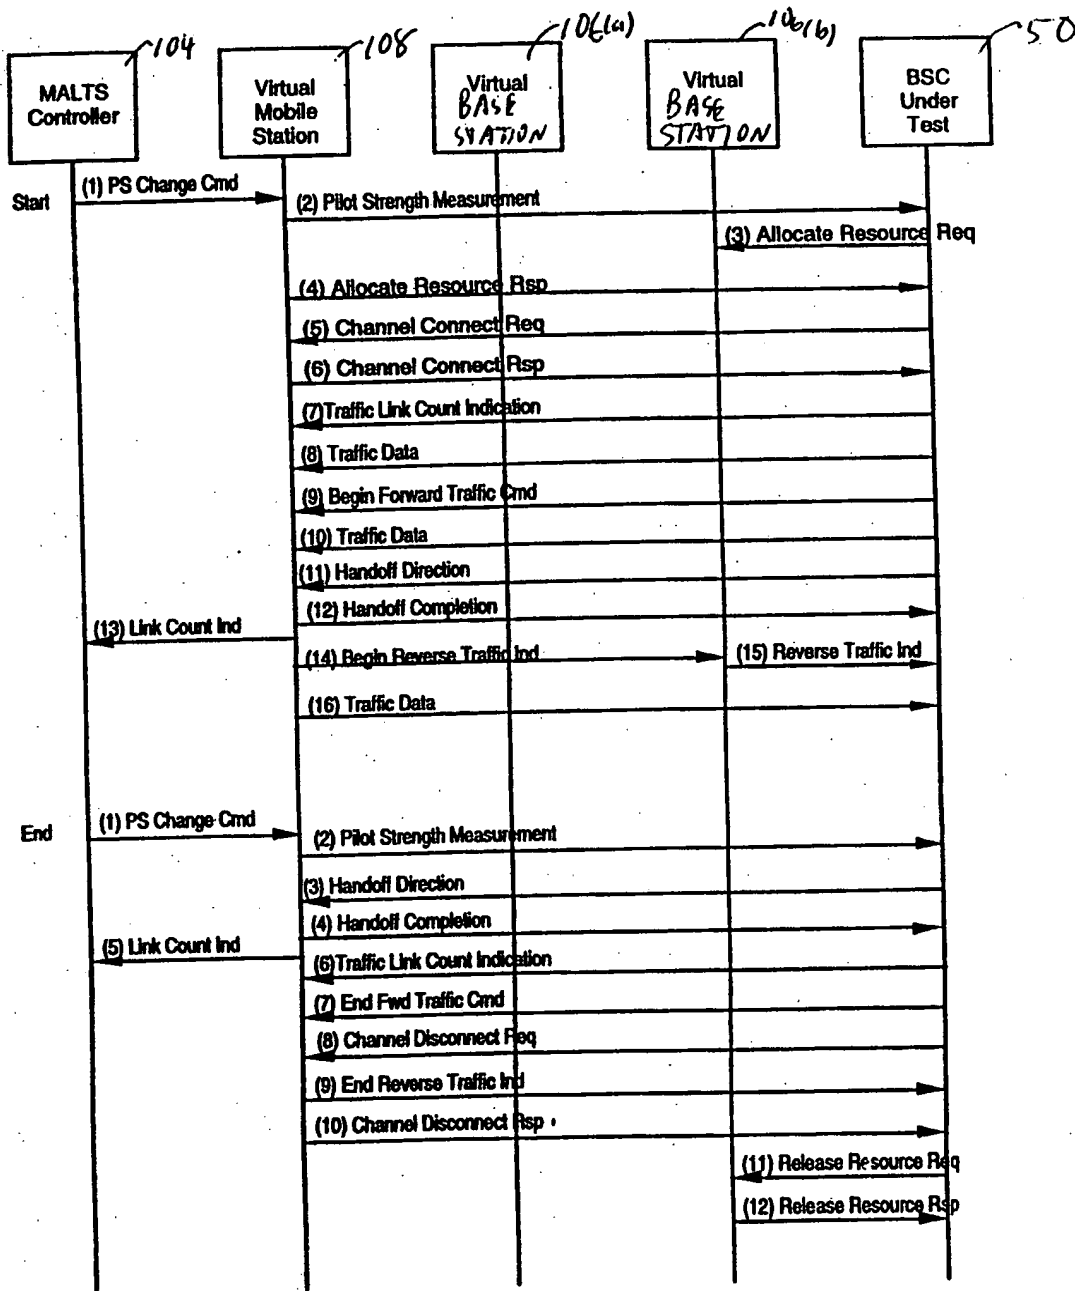 104
108
106(a)
106(b)
50
MALTS
Controller
Virtual
Mobile
Station
Virtual
BASE
STATION
Virtual
BASE
STATION
BSC
Under
Test
Start
(1) PS Change Cmd
(2) Pilot Strength Measurement
(3) Allocate Resource Req
(4) Allocate Resource Rsp
(5) Channel Connect Req
(6) Channel Connect Rsp
(7)Traffic Link Count Indication
(8) Traffic Data
(9) Begin Forward Traffic Cmd
(10) Traffic Data
(11) Handoff Direction
(12) Handoff Completion
(13) Link Count Ind
(14) Begin Reverse Traffic Ind
(15) Reverse Traffic Ind
(16) Traffic Data
End
(1) PS Change Cmd
(2) Pilot Strength Measurement
(3) Handoff Direction
(4) Handoff Completion
(5) Link Count Ind
(6)Traffic Link Count Indication
(7) End Fwd Traffic Cmd
(8) Channel Disconnect Req
(9) End Reverse Traffic Ind
(10) Channel Disconnect Rsp
(11) Release Resource Req
(12) Release Resource Rsp